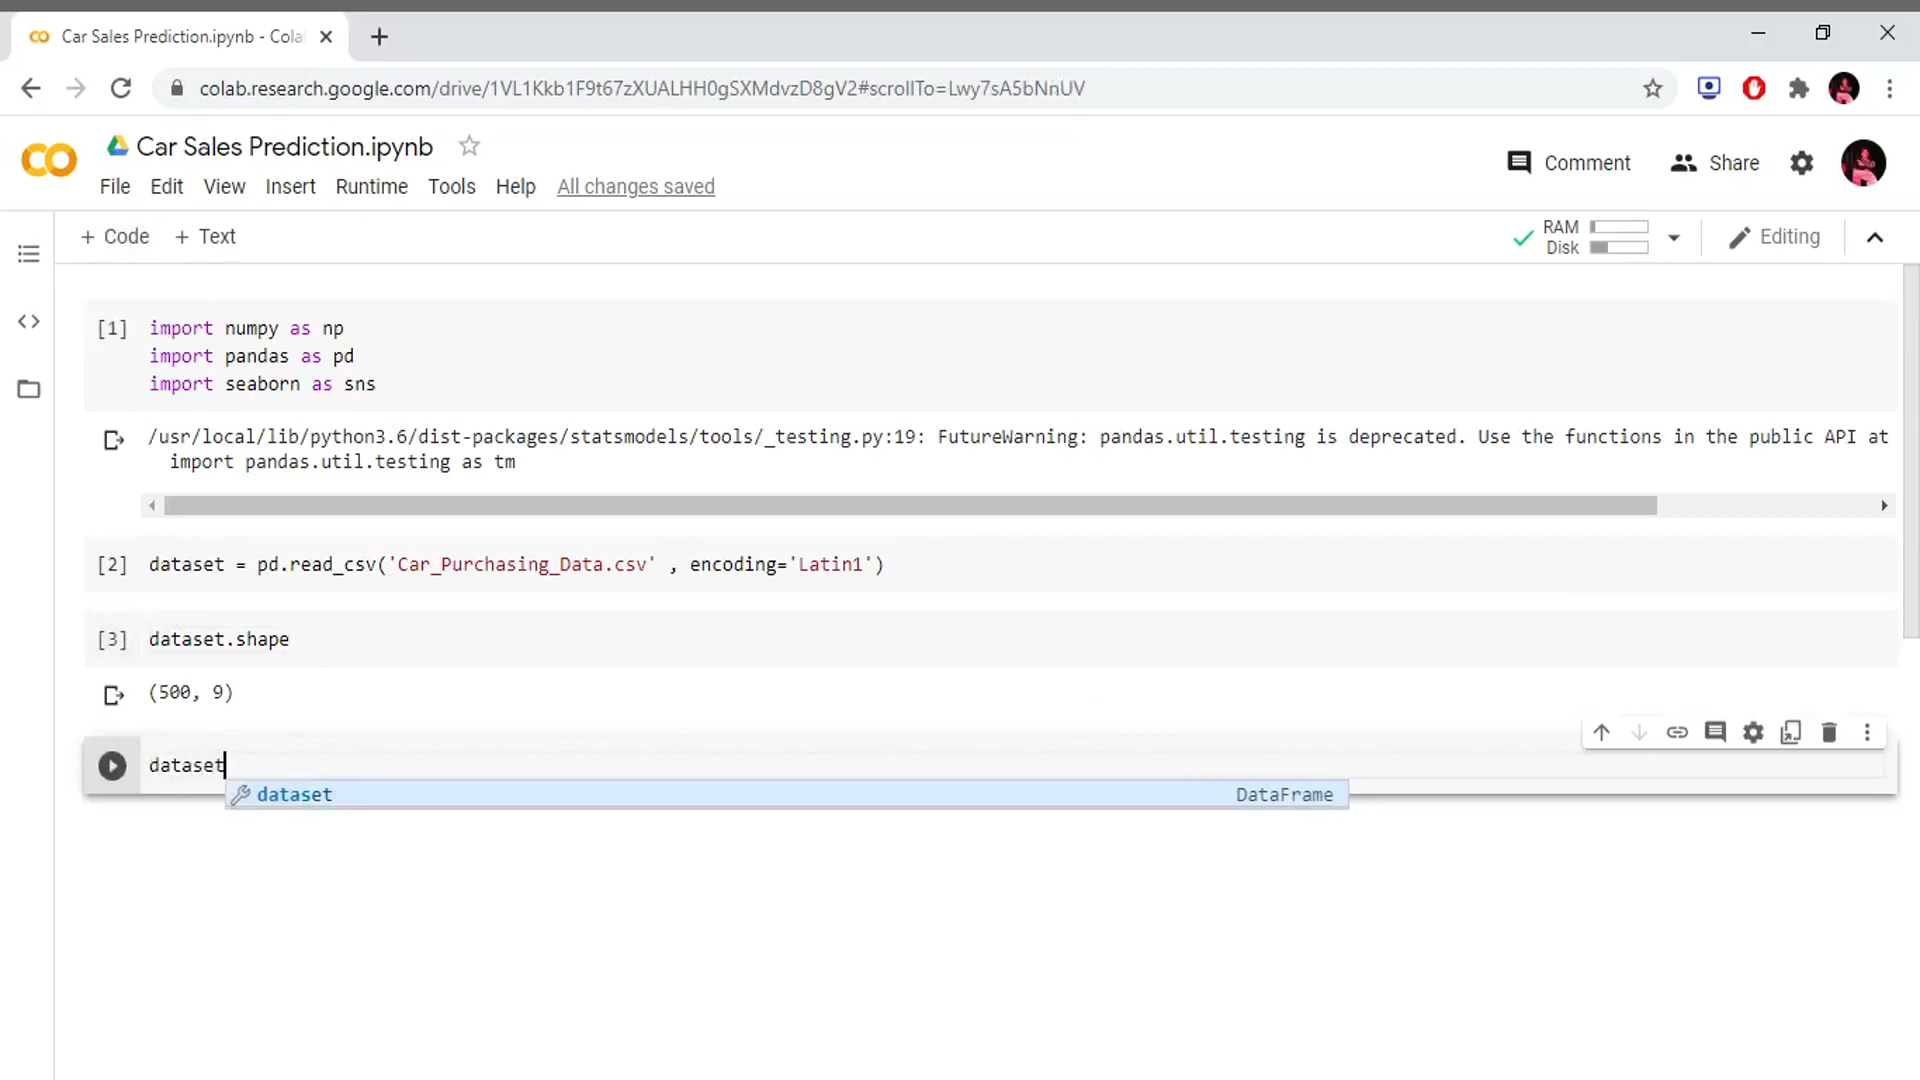 Car Sales Prediction.ipynb - Cola
colab.research.google.com/drive/1VL1Kkb1F9t67zXUALHH0gSXMdvzD8gV2#scrollTo=Lwy7sA5bNnUV
Car Sales Prediction.ipynb
Comment Share
File Edit View Insert Runtime Tools Help All changes saved
+ Code + Text
RAM
Disk
Editing
[1] import numpy as np
import pandas as pd
import seaborn as sns
/usr/local/lib/python3.6/dist-packages/statsmodels/tools/_testing.py:19: FutureWarning: pandas.util.testing is deprecated. Use the functions in the public API at
import pandas.util.testing as tm
[2] dataset = pd.read_csv('Car_Purchasing_Data.csv' , encoding='Latin1')
[3] dataset.shape
(500, 9)
dataset
dataset DataFrame